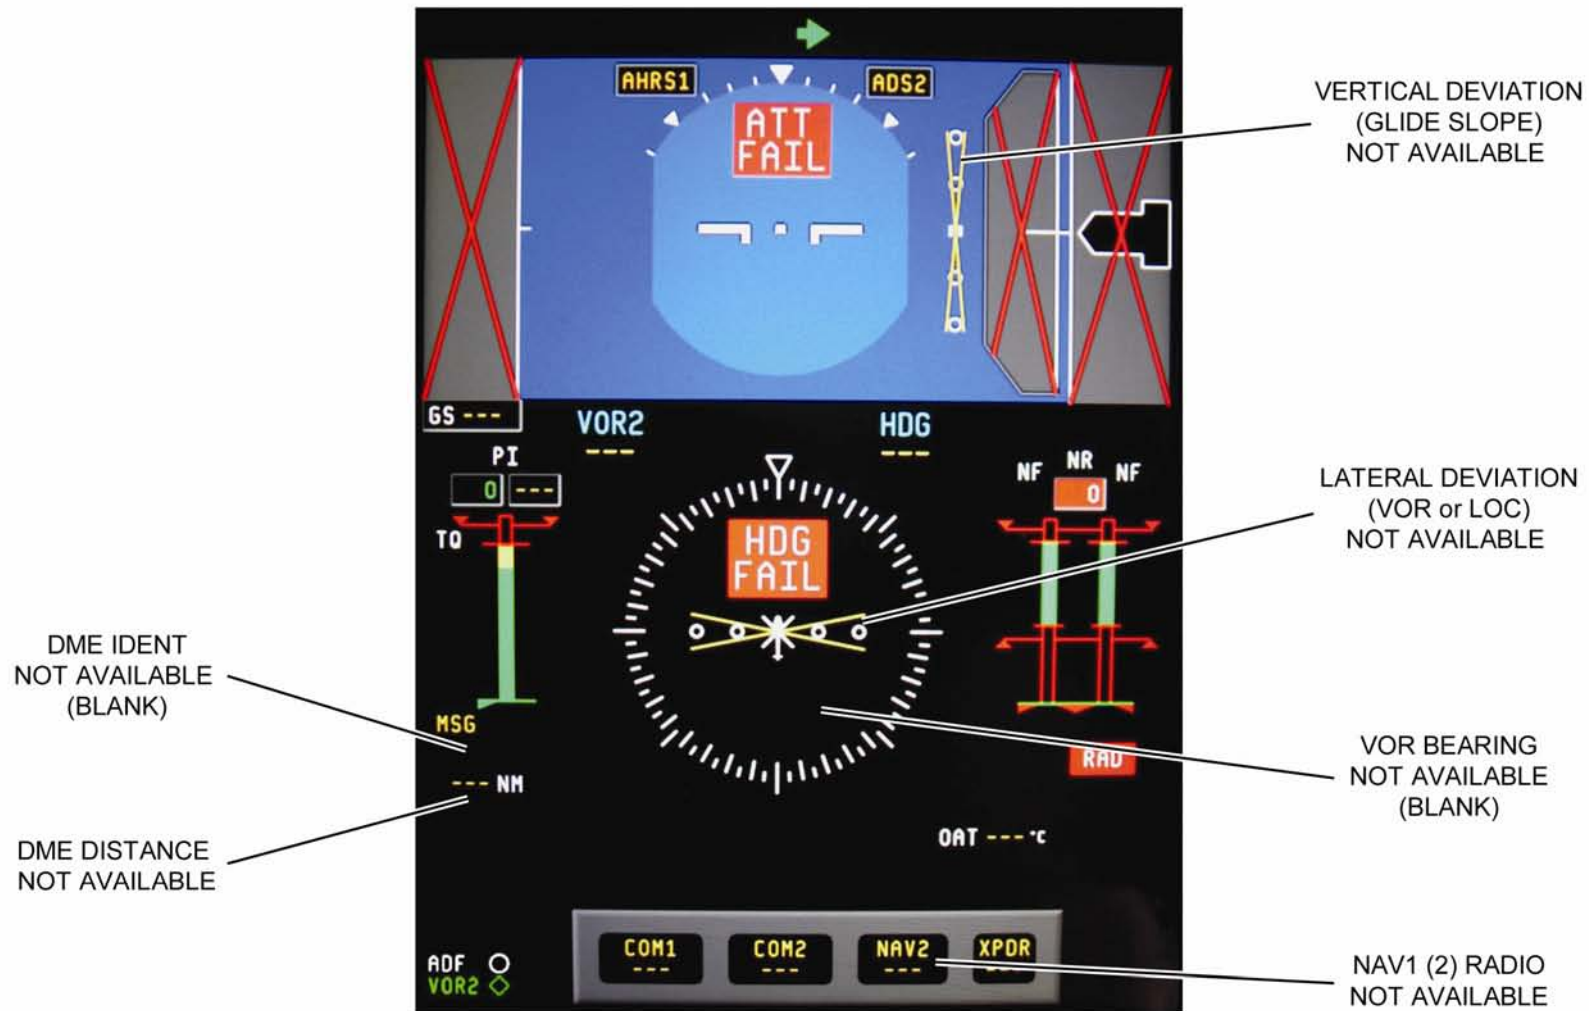 AHRS1
ADS2
ATT
FAIL
VERTICAL DEVIATION
(GLIDE SLOPE)
NOT AVAILABLE
GS ---
VOR2
---
HDG
---
PI
0 ---
TQ
NF NR NF
0
HDG
FAIL
LATERAL DEVIATION
(VOR or LOC)
NOT AVAILABLE
DME IDENT
NOT AVAILABLE
(BLANK)
MSG
--- NM
DME DISTANCE
NOT AVAILABLE
RAD
VOR BEARING
NOT AVAILABLE
(BLANK)
OAT --- °C
COM1
---
COM2
---
NAV2
---
XPDR
---
ADF
VOR2
NAV1 (2) RADIO
NOT AVAILABLE